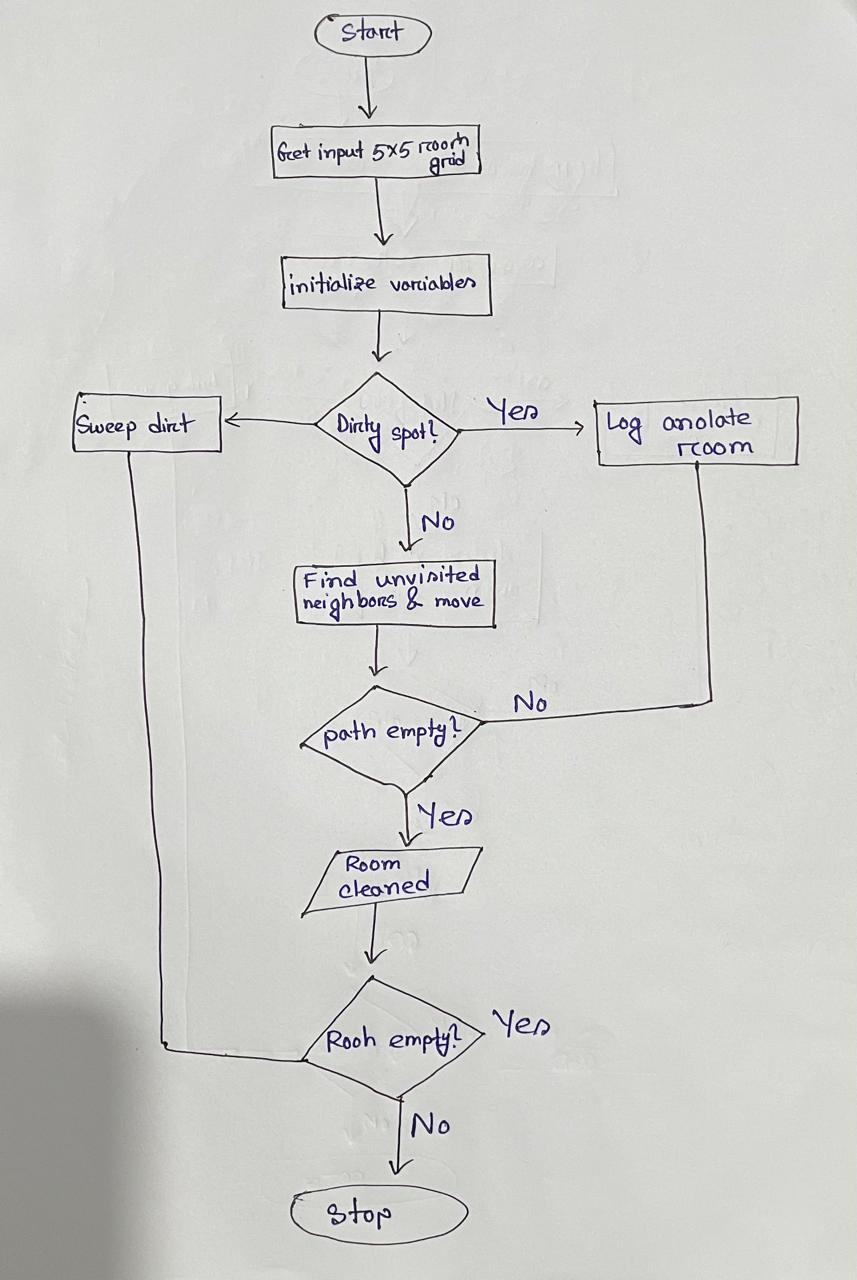 Start
Get input 5x5 room
grid
initialize variables
Dirty spot?
Yes
Sweep dirt
Log anolate
room
No
Find unvisited
neighbors & move
path empty?
No
Yes
Room
cleaned
Rooh empty?
Yes
No
Stop